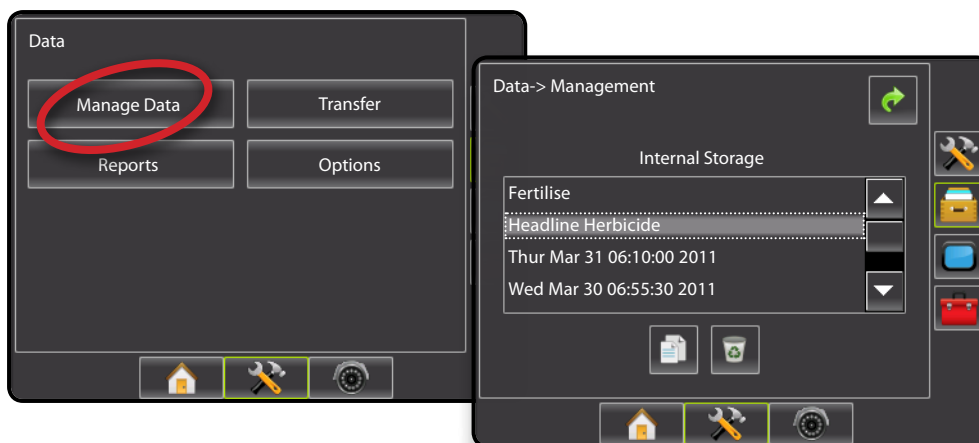 Data
Manage Data
Transfer
Reports
Options
Data-> Management
Internal Storage
Fertilise
Headline Herbicide
Thur Mar 31 06:10:00 2011
Wed Mar 30 06:55:30 2011